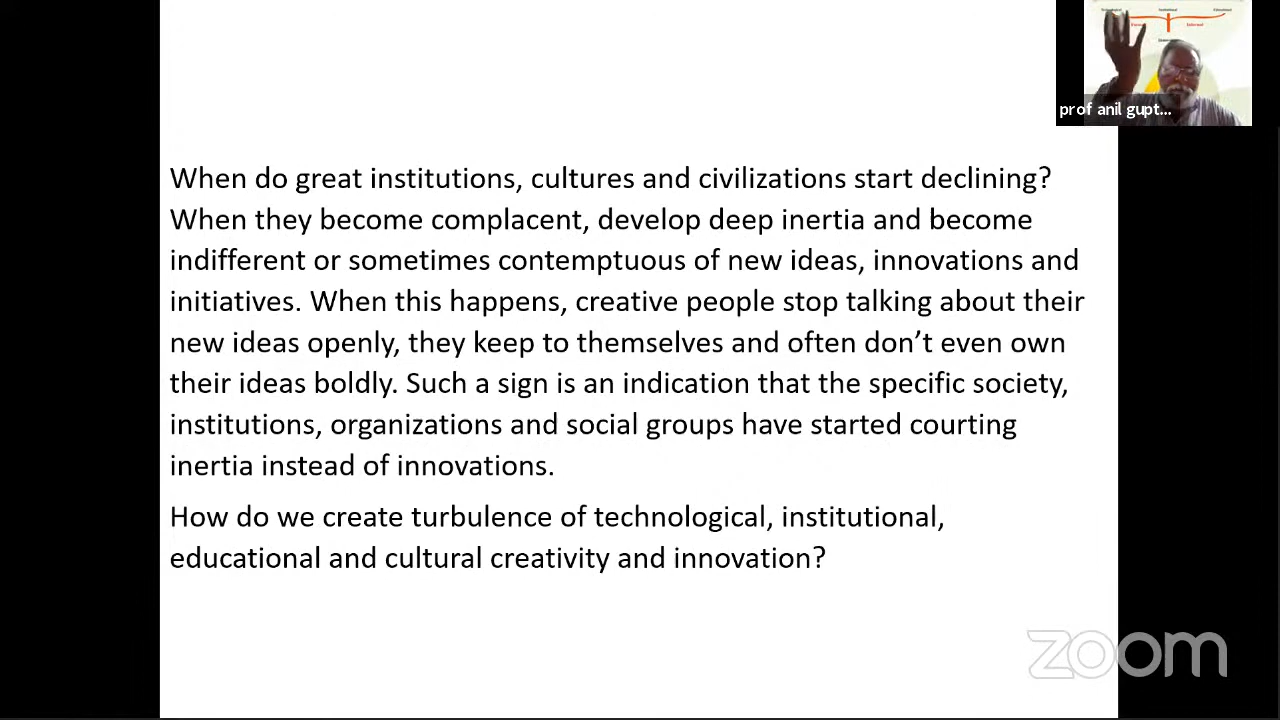 Institutional
prof anil gupt...
When do great institutions, cultures and civilizations start declining?
When they become complacent, develop deep inertia and become
indifferent or sometimes contemptuous of new ideas, innovations and
initiatives. When this happens, creative people stop talking about their
new ideas openly, they keep to themselves and often don’t even own
their ideas boldly. Such a sign is an indication that the specific society,
institutions, organizations and social groups have started courting
inertia instead of innovations.
How do we create turbulence of technological, institutional,
educational and cultural creativity and innovation?
zoom